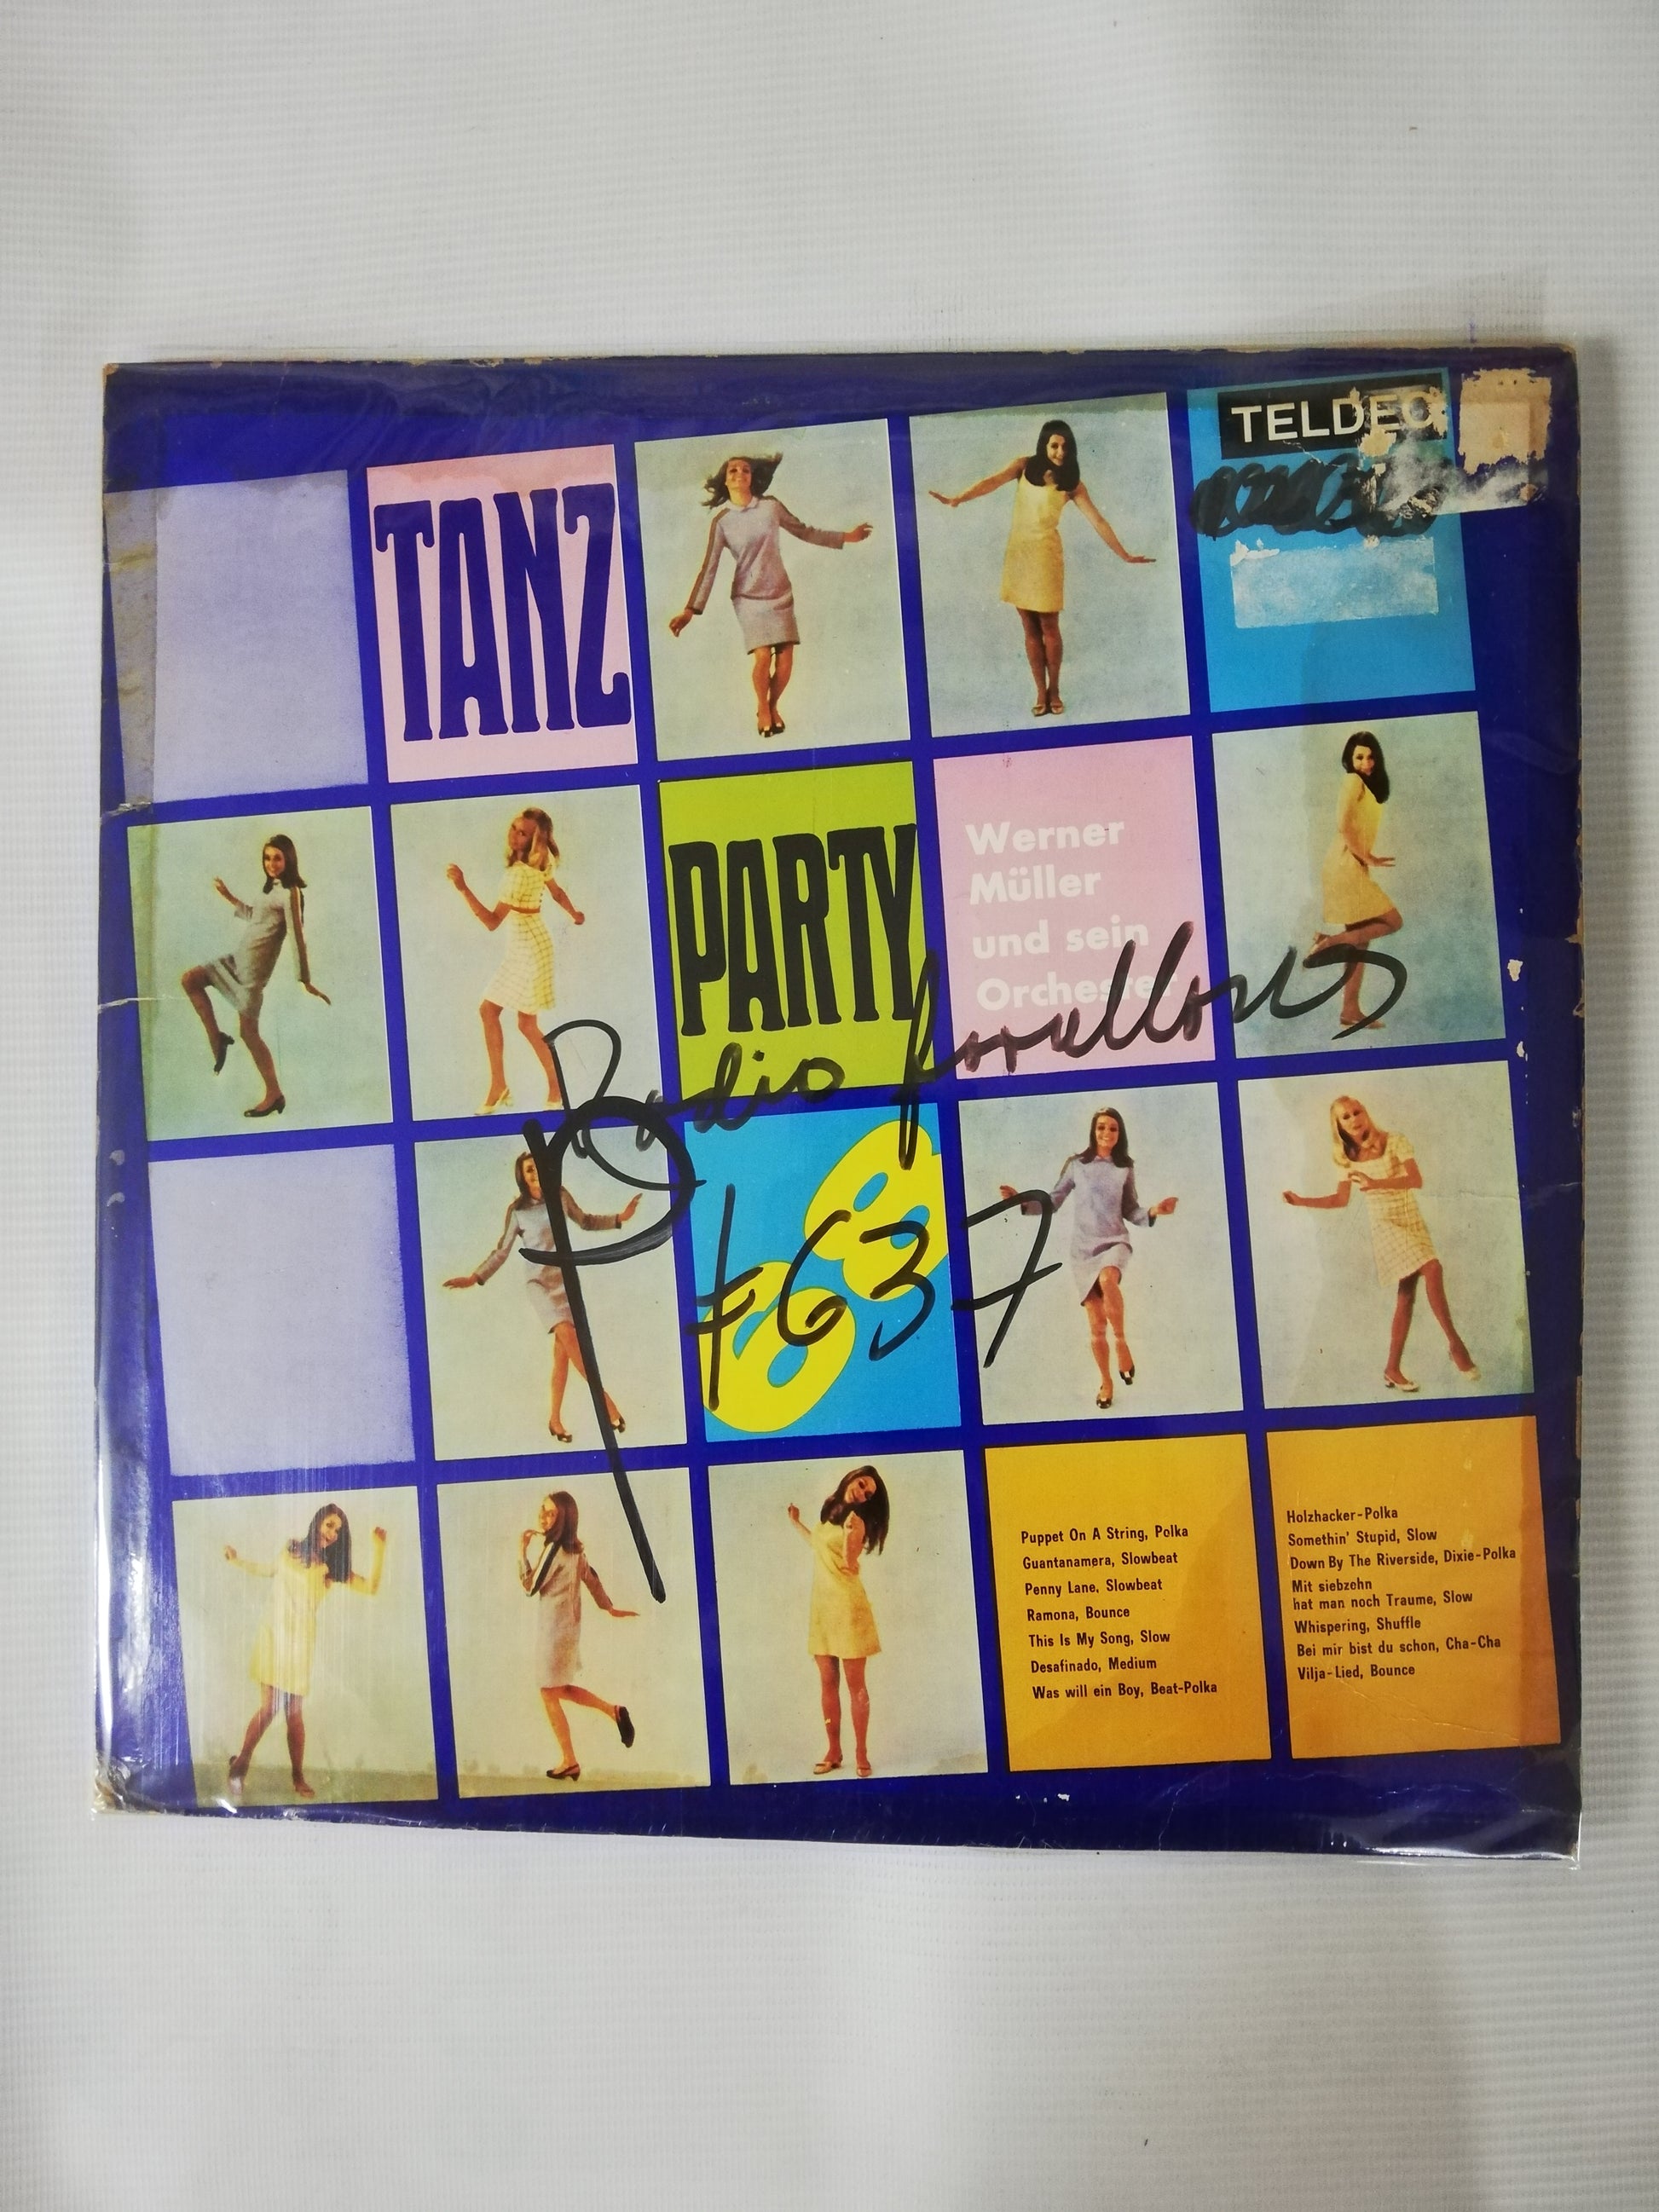 TANZ
TELDEC
PARTY
Werner
Müller
und sein
Orchester
Radio
68
P
7637
Puppet On A String, Polka
Guantanamera, Slowbeat
Penny Lane, Slowbeat
Ramona, Bounce
This Is My Song, Slow
Desafinado, Medium
Was will ein Boy, Beat-Polka
Holzhacker-Polka
Somethin' Stupid, Slow
Down By The Riverside, Dixie-Polka
Mit siebzehn
hat man noch Traume, Slow
Whispering, Shuffle
Bei mir bist du schon, Cha-Cha
Vilja-Lied, Bounce